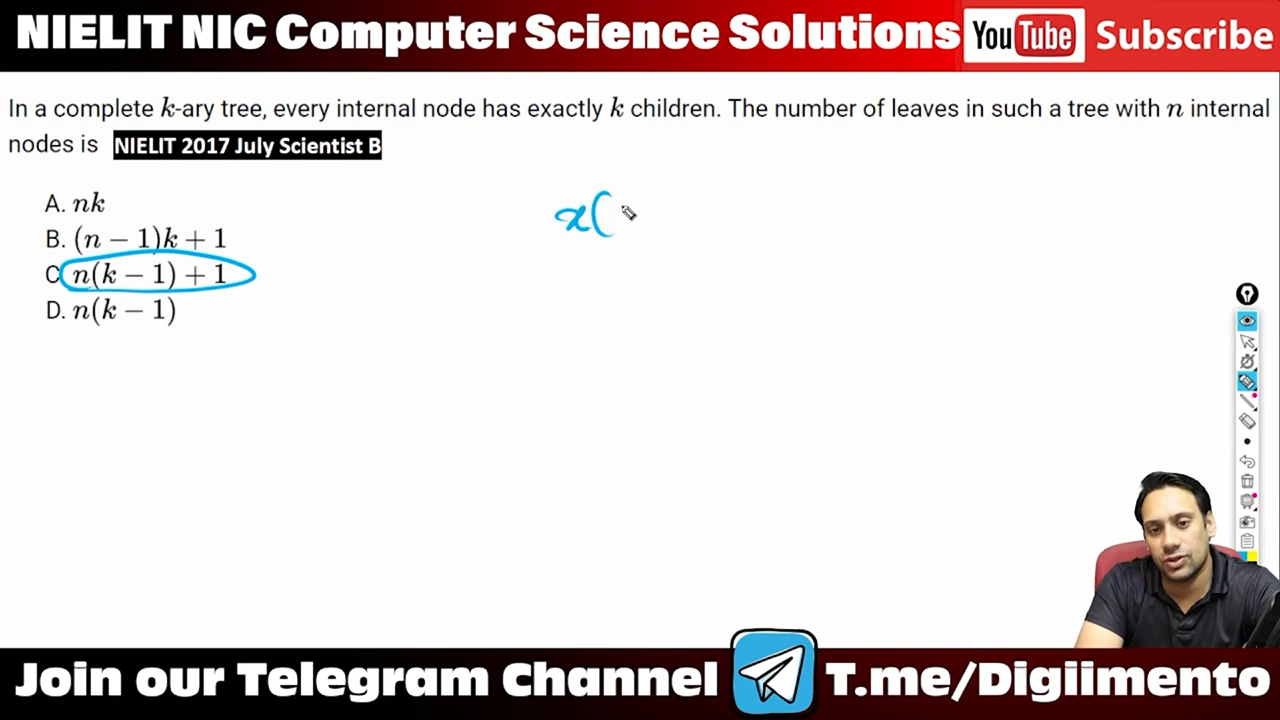 NIELIT NIC Computer Science Solutions YouTube Subscribe
In a complete k-ary tree, every internal node has exactly k children. The number of leaves in such a tree with n internal
nodes is NIELIT 2017 July Scientist B
A. nk
B. (n − 1)k + 1
C n(k − 1) + 1
D. n(k − 1)
x(
Join our Telegram Channel T.me/Digiimento